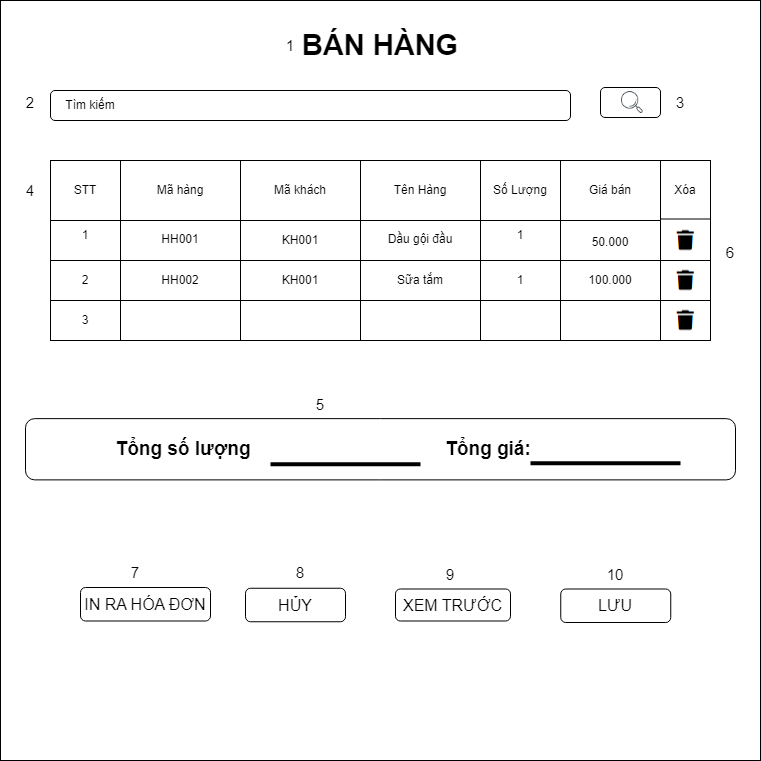 1 BÁN HÀNG
2 Tìm kiếm 3
4 STT Mã hàng Mã khách Tên Hàng Số Lượng Giá bán Xóa
1 HH001 KH001 Dầu gội đầu 1 50.000
6
2 HH002 KH001 Sữa tắm 1 100.000
3
5
Tổng số lượng Tổng giá:
7 8 9 10
IN RA HÓA ĐƠN HỦY XEM TRƯỚC LƯU